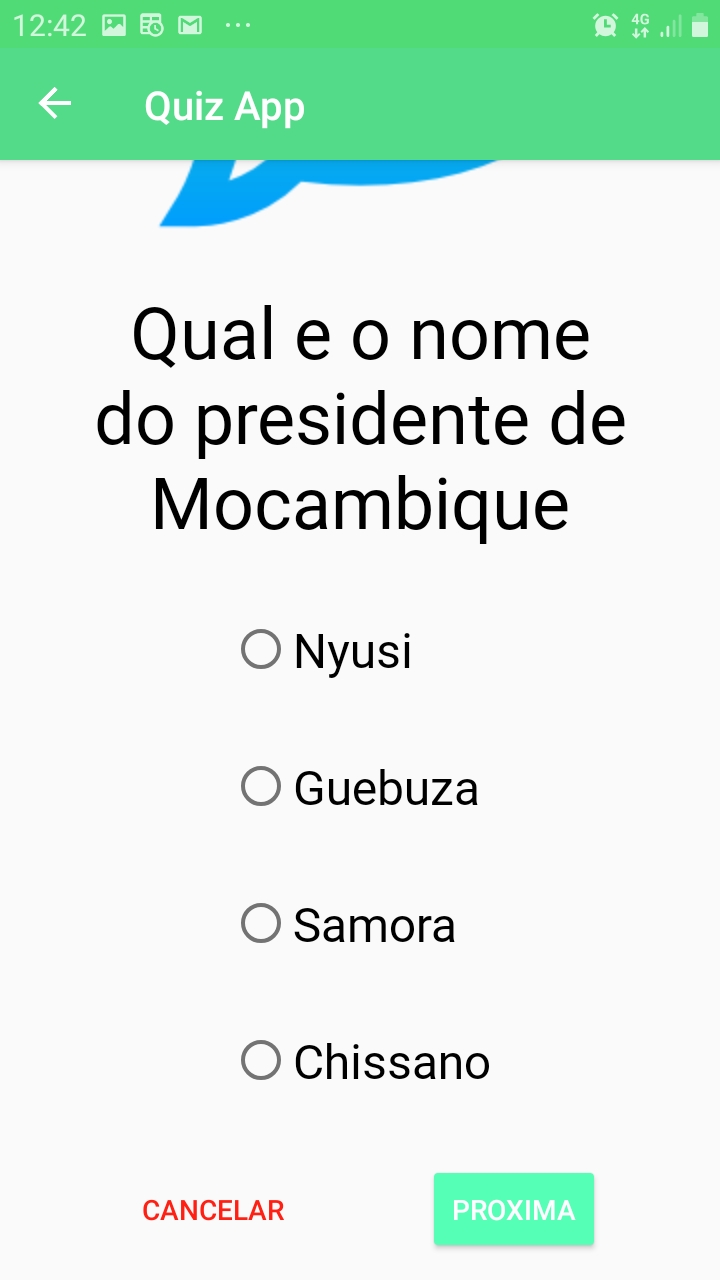 12:42
4G
Quiz App
Qual e o nome
do presidente de
Mocambique
Nyusi
Guebuza
Samora
Chissano
CANCELAR
PROXIMA